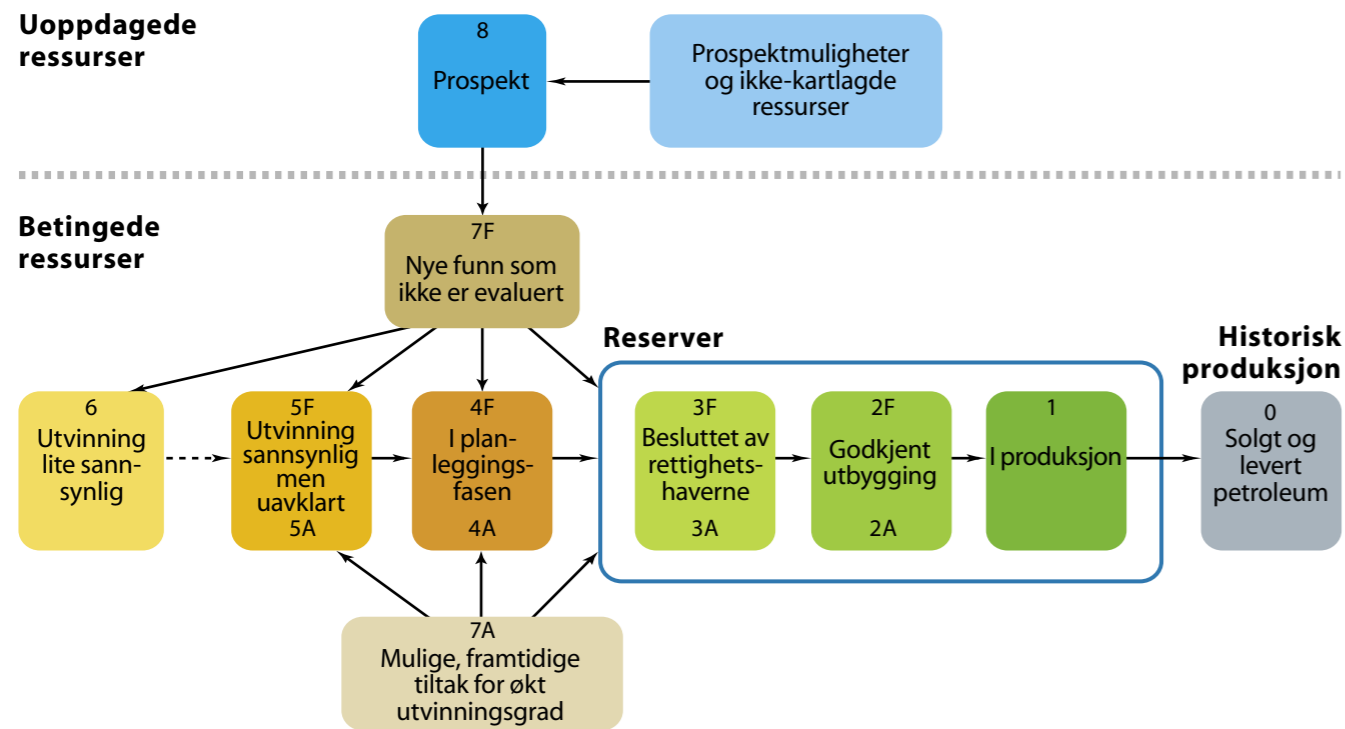 Uoppdagede
ressurser
8
Prospekt
Prospektmuligheter
og ikke-kartlagde
ressurser
Betingede
ressurser
7F
Nye funn som
ikke er evaluert
Reserver
Historisk
produksjon
6
Utvinning
lite sann-
synlig
5F
Utvinning
sannsynlig
men
uavklart
5A
4F
I plan-
leggings-
fasen
4A
3F
Besluttet av
rettighets-
haverne
3A
2F
Godkjent
utbygging
2A
1
I produksjon
0
Solgt og
levert
petroleum
7A
Mulige, framtidige
tiltak for økt
utvinningsgrad